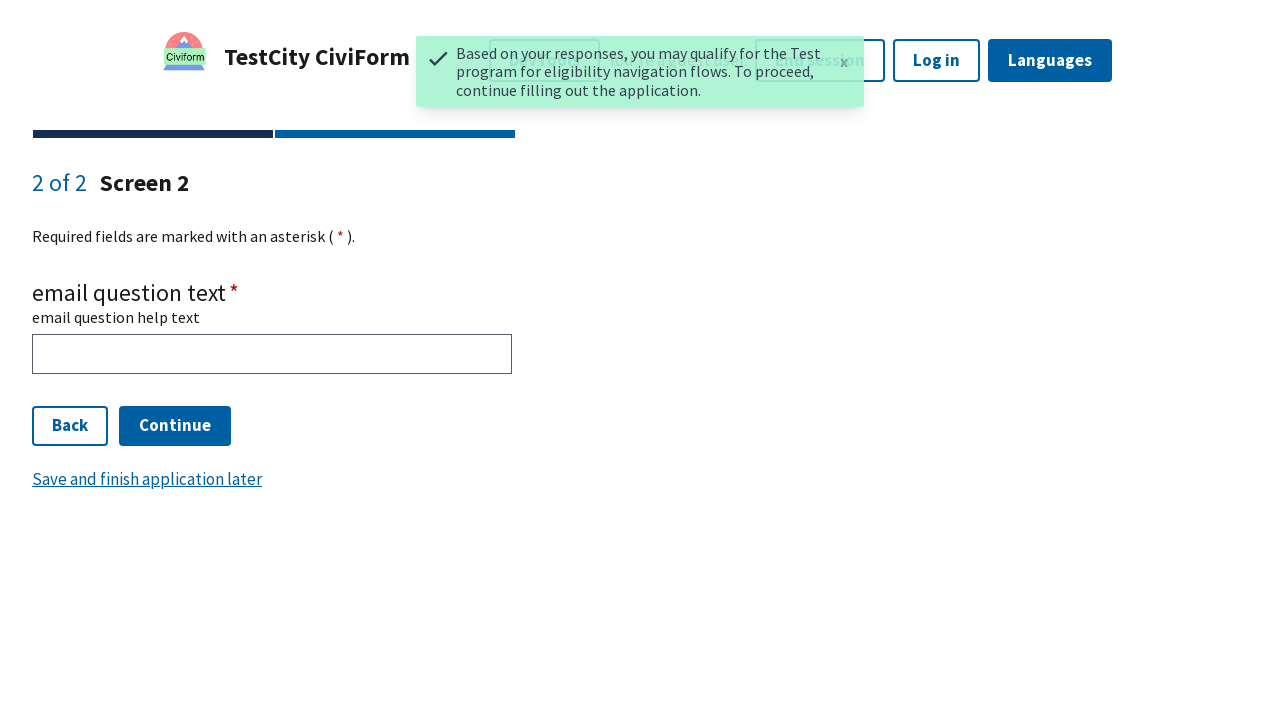 Civiform
TestCity CiviForm
Based on your responses, you may qualify for the Test
program for eligibility navigation flows. To proceed,
continue filling out the application.
End session
x
Log in
Languages
2 of 2 Screen 2
Required fields are marked with an asterisk ( * ).
email question text *
email question help text
Back
Continue
Save and finish application later